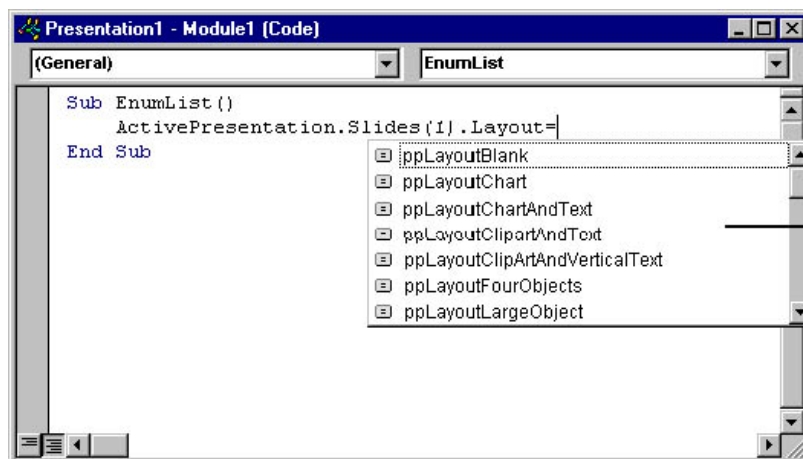 Presentation1 - Module1 (Code)
(General) EnumList
Sub EnumList()
ActivePresentation.Slides(1).Layout=
End Sub
ppLayoutBlank
ppLayoutChart
ppLayoutChartAndText
ppLayoutClipartAndText
ppLayoutClipArtAndVerticalText
ppLayoutFourObjects
ppLayoutLargeObject